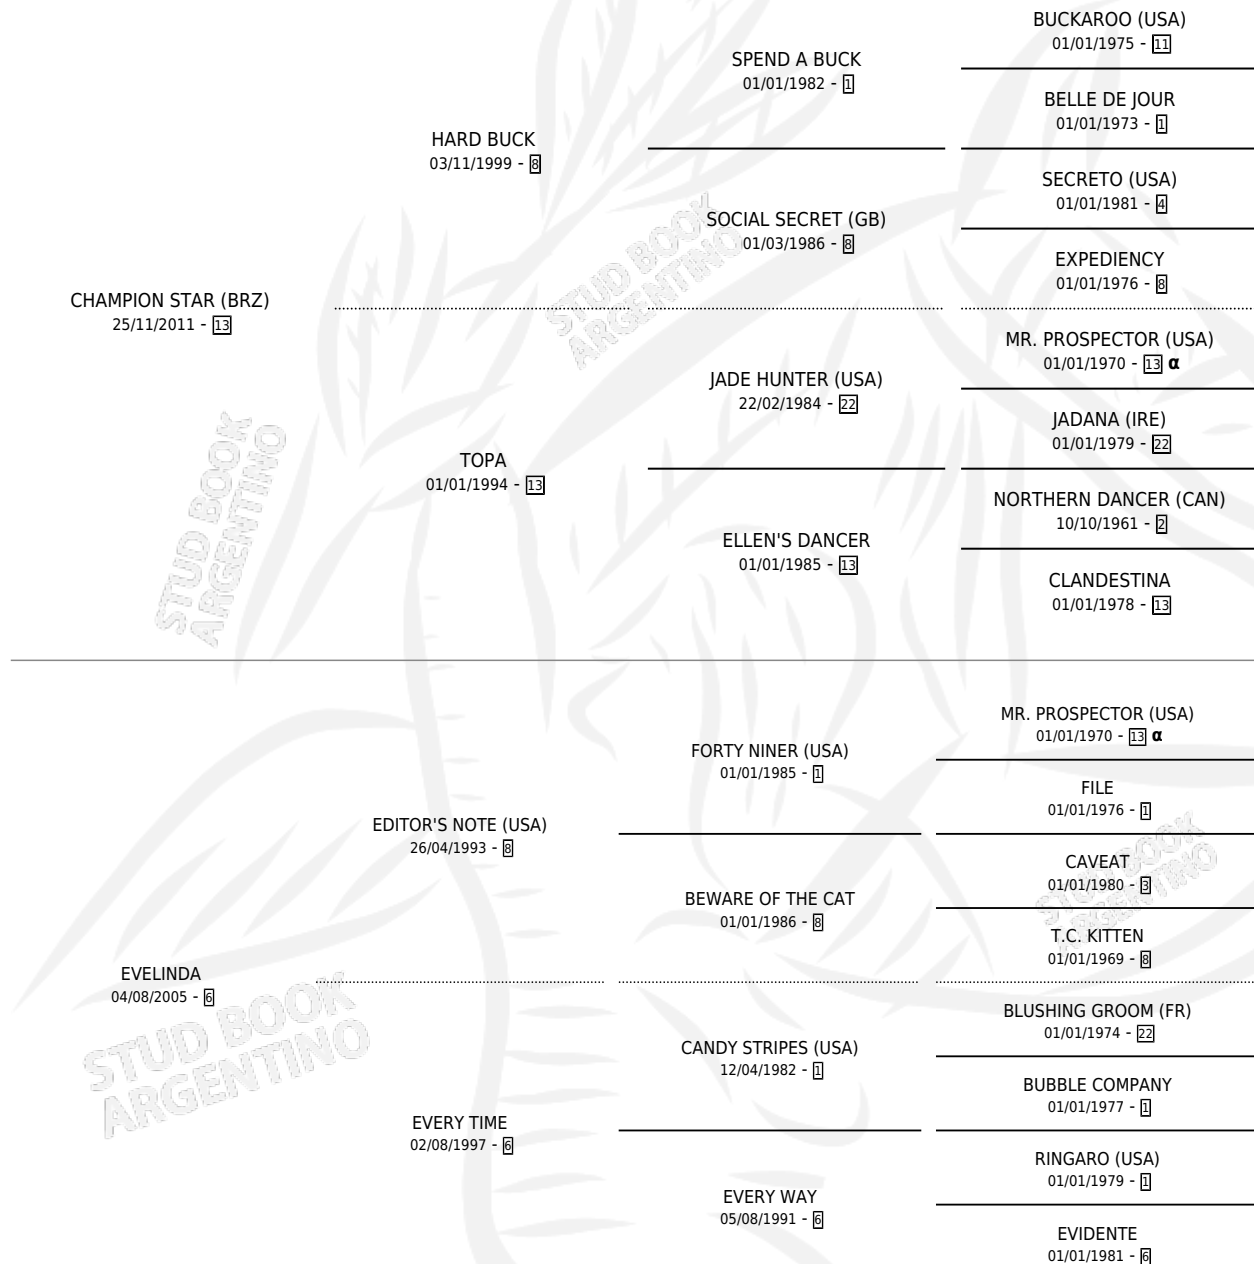 BUCKAROO (USA)
01/01/1975 - 11
SPEND A BUCK
01/01/1982 - 1
BELLE DE JOUR
01/01/1973 - 1
HARD BUCK
03/11/1999 - 8
SECRETO (USA)
01/01/1981 - 4
SOCIAL SECRET (GB)
01/03/1986 - 8
EXPEDIENCY
01/01/1976 - 8
CHAMPION STAR (BRZ)
25/11/2011 - 13
MR. PROSPECTOR (USA)
01/01/1970 - 13 α
JADE HUNTER (USA)
22/02/1984 - 22
JADANA (IRE)
01/01/1979 - 22
TOPA
01/01/1994 - 13
NORTHERN DANCER (CAN)
10/10/1961 - 2
ELLEN'S DANCER
01/01/1985 - 13
CLANDESTINA
01/01/1978 - 13
MR. PROSPECTOR (USA)
01/01/1970 - 13 α
FORTY NINER (USA)
01/01/1985 - 1
FILE
01/01/1976 - 1
EDITOR'S NOTE (USA)
26/04/1993 - 8
CAVEAT
01/01/1980 - 3
BEWARE OF THE CAT
01/01/1986 - 8
T.C. KITTEN
01/01/1969 - 8
EVELINDA
04/08/2005 - 6
BLUSHING GROOM (FR)
01/01/1974 - 22
CANDY STRIPES (USA)
12/04/1982 - 1
BUBBLE COMPANY
01/01/1977 - 1
EVERY TIME
02/08/1997 - 6
RINGARO (USA)
01/01/1979 - 1
EVERY WAY
05/08/1991 - 6
EVIDENTE
01/01/1981 - 6
STUD BOOK
ARGENTINO
STUD BOOK
ARGENTINO
STUD BOOK
ARGENTINO
STUD BOOK
ARGENTINO